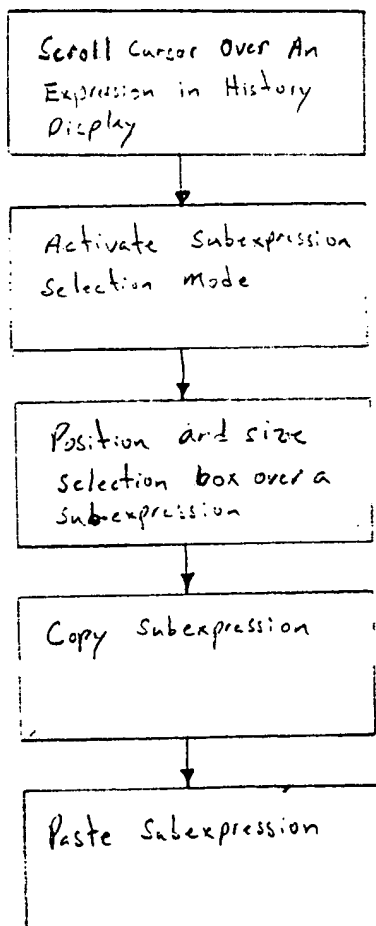 Scroll Cursor Over An
Expression in History
Display
Activate Subexpression
Selection Mode
Position and size
selection box over a
subexpression
Copy Subexpression
Paste Subexpression